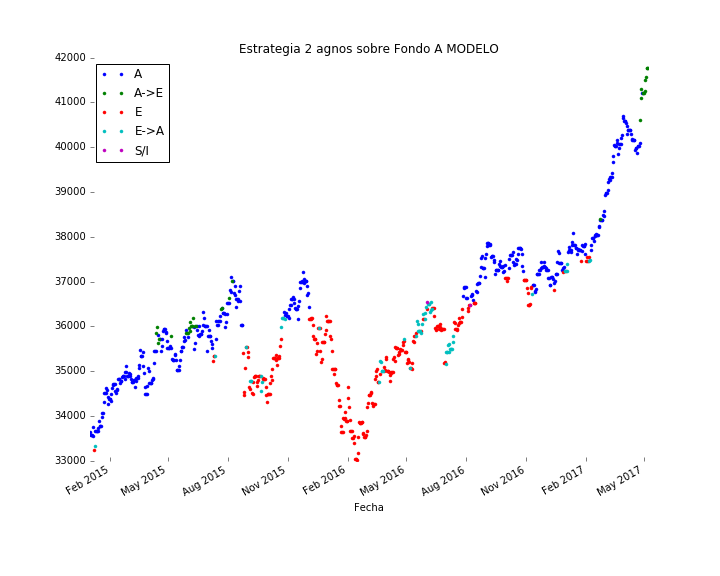 Estrategia 2 agnos sobre Fondo A MODELO
42000
41000
40000
39000
38000
37000
36000
35000
34000
33000
A
A->E
E
E->A
S/I
Feb 2015
May 2015
Aug 2015
Nov 2015
Feb 2016
May 2016
Aug 2016
Nov 2016
Feb 2017
May 2017
Fecha